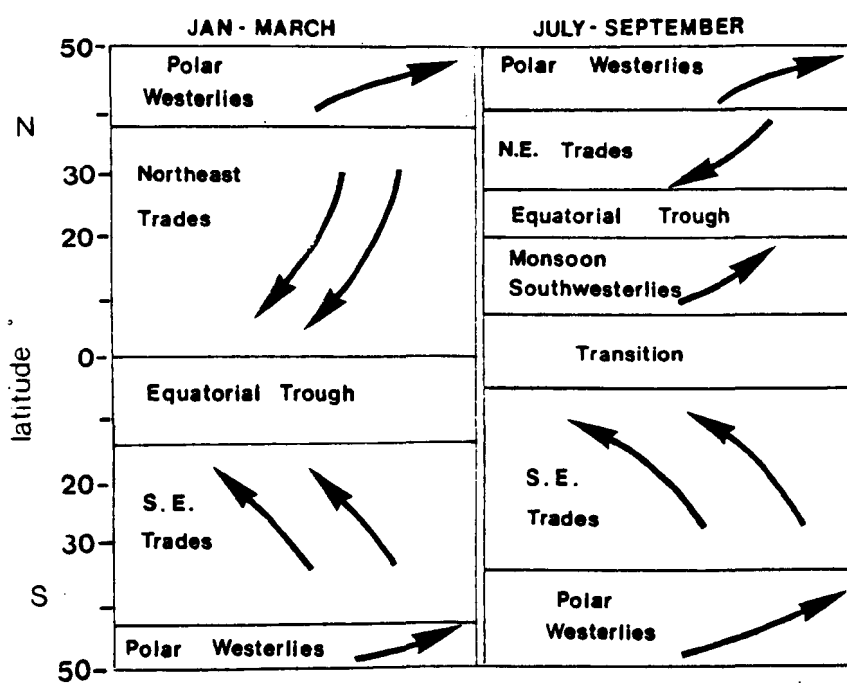 JAN - MARCH
JULY - SEPTEMBER
50-
N
30-
20-
0-
latitude °
20-
30-
S
50-
Polar
Westerlies
Northeast
Trades
Equatorial Trough
S. E.
Trades
Polar Westerlies
Polar Westerlies
N.E. Trades
Equatorial Trough
Monsoon
Southwesterlies
Transition
S. E.
Trades
Polar
Westerlies